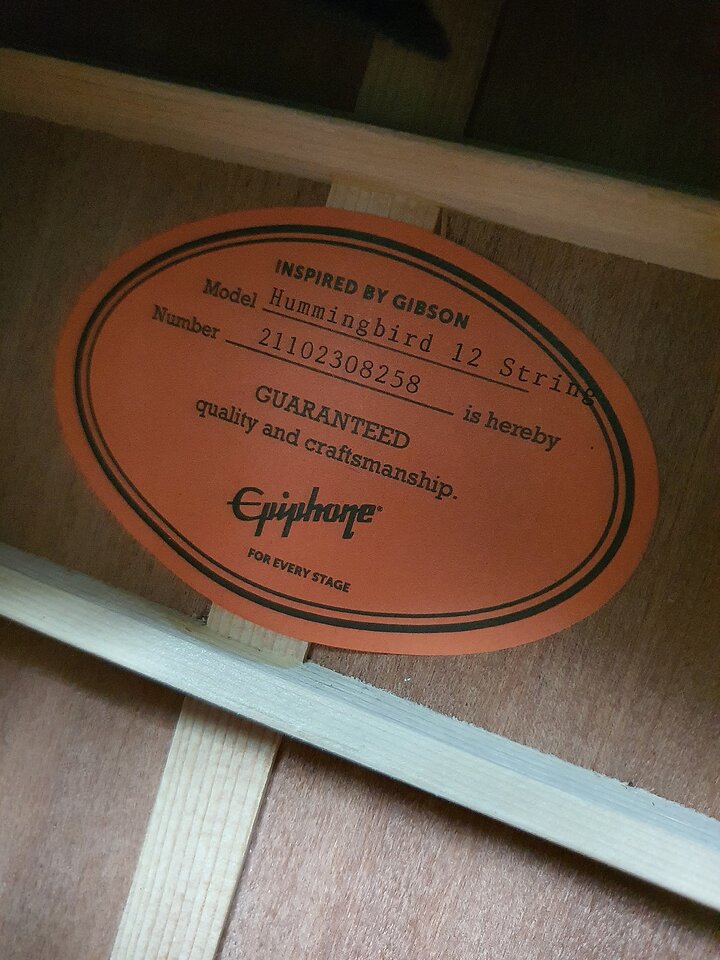 INSPIRED BY GIBSON
Model Hummingbird 12 String
Number 21102308258 is hereby
GUARANTEED
quality and craftsmanship.
Epiphone®
FOR EVERY STAGE